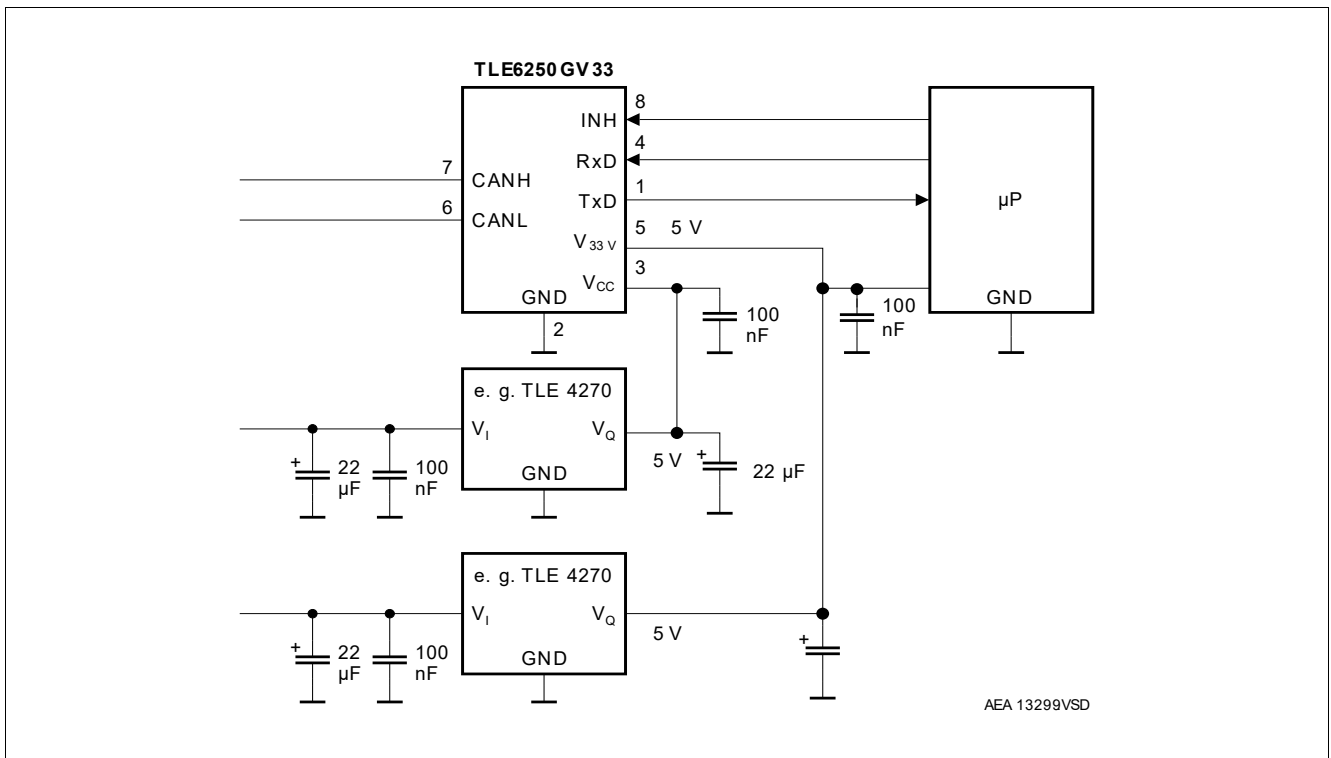 TLE6250 GV33
8
INH
4
RxD
7
CANH
1
TxD
µP
6
CANL
5 5 V
V33 V
3
VCC
GND
100
nF
100
nF
GND
2
e. g. TLE 4270
VI
VQ
+ 22
µF
100
nF
5 V
+
22 µF
GND
e. g. TLE 4270
VI
VQ
5 V
+ 22
µF
100
nF
GND
+
AEA 13299VSD